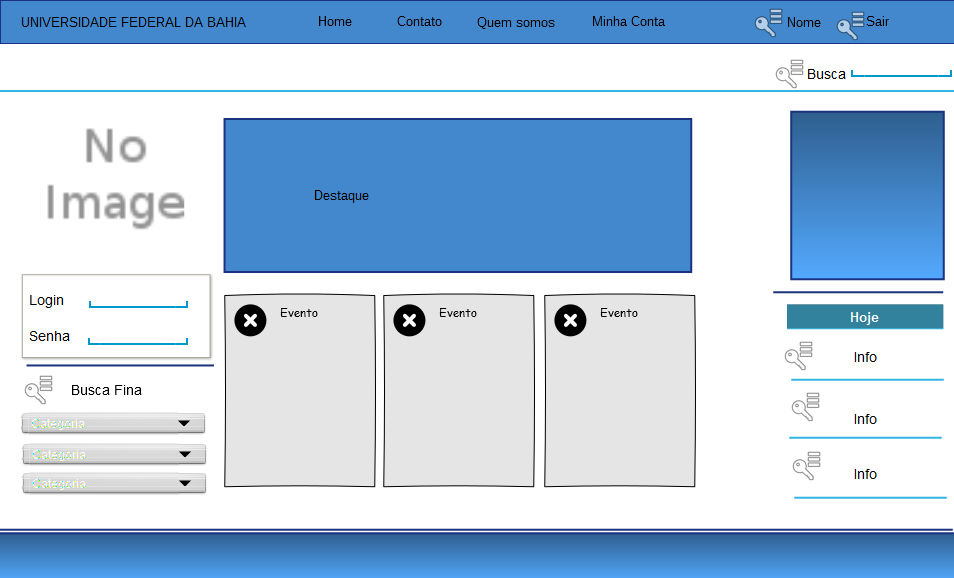 UNIVERSIDADE FEDERAL DA BAHIA
Home
Contato
Quem somos
Minha Conta
Nome
Sair
Busca
No
Image
Login
Senha
Busca Fina
Categoria
Categoria
Categoria
Destaque
Evento
Evento
Evento
Hoje
Info
Info
Info